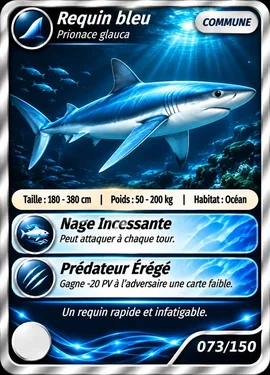 Requin bleu
COMMUNE
Prionace glauca
Taille : 180 - 380 cm | Poids : 50 - 200 kg | Habitat : Océan
Nage Incessante
Peut attaquer à chaque tour.
Prédateur Érégé
Gagne -20 PV à l'adversaire une carte faible.
Un requin rapide et infatigable.
073/150